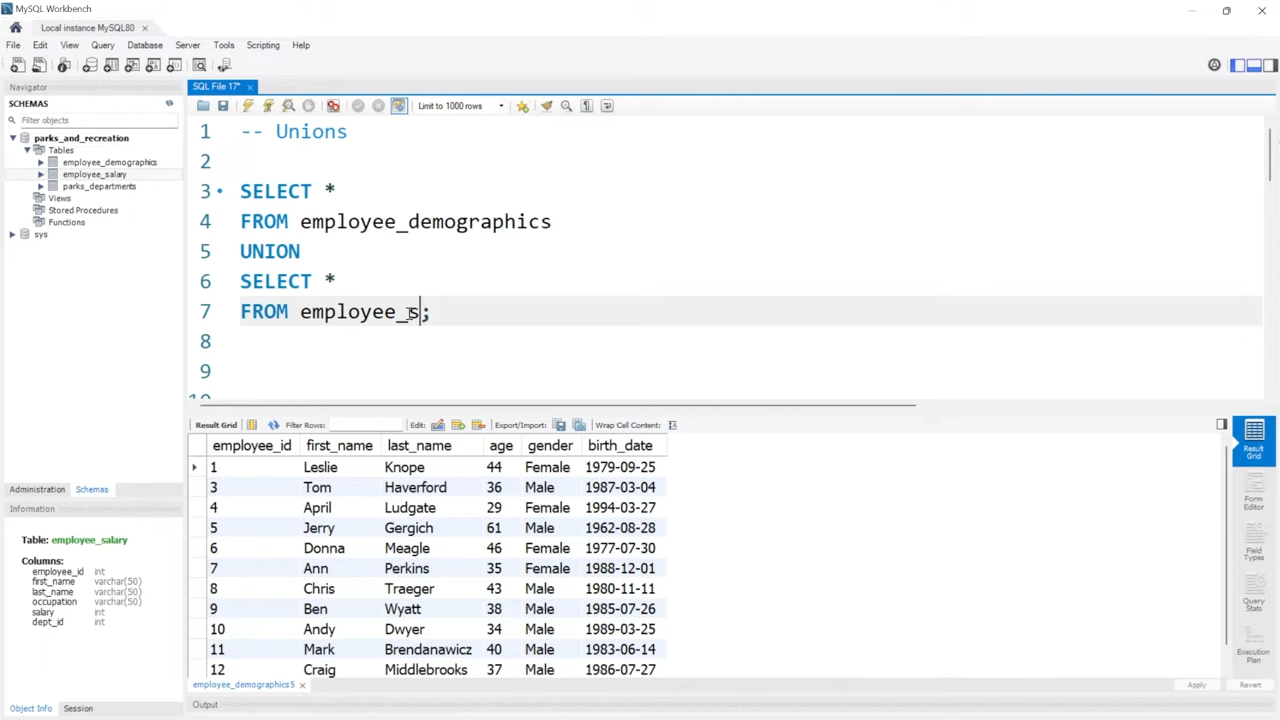 MySQL Workbench
Local instance MySQL80
File Edit View Query Database Server Tools Scripting Help
Navigator
SCHEMAS
Filter objects
parks_and_recreation
Tables
employee_demographics
employee_salary
parks_departments
Views
Stored Procedures
Functions
sys
Administration Schemas
Information
Table: employee_salary
Columns:
employee_id int
first_name varchar(50)
last_name varchar(50)
occupation varchar(50)
salary int
dept_id int
Object Info Session
SQL File 17*
Limit to 1000 rows
1 -- Unions
2
3 SELECT *
4 FROM employee_demographics
5 UNION
6 SELECT *
7 FROM employee_s;
8
9
10
Result Grid Filter Rows: Edit: Export/Import: Wrap Cell Content:
employee_id first_name last_name age gender birth_date
1 Leslie Knope 44 Female 1979-09-25
3 Tom Haverford 36 Male 1987-03-04
4 April Ludgate 29 Female 1994-03-27
5 Jerry Gergich 61 Male 1962-08-28
6 Donna Meagle 46 Female 1977-07-30
7 Ann Perkins 35 Female 1988-12-01
8 Chris Traeger 43 Male 1980-11-11
9 Ben Wyatt 38 Male 1985-07-26
10 Andy Dwyer 34 Male 1989-03-25
11 Mark Brendanawicz 40 Male 1983-06-14
12 Craig Middlebrooks 37 Male 1986-07-27
Result
Grid
Form
Editor
Field
Types
Query
Stats
Execution
Plan
employee_demographics 5
Apply Revert
Output